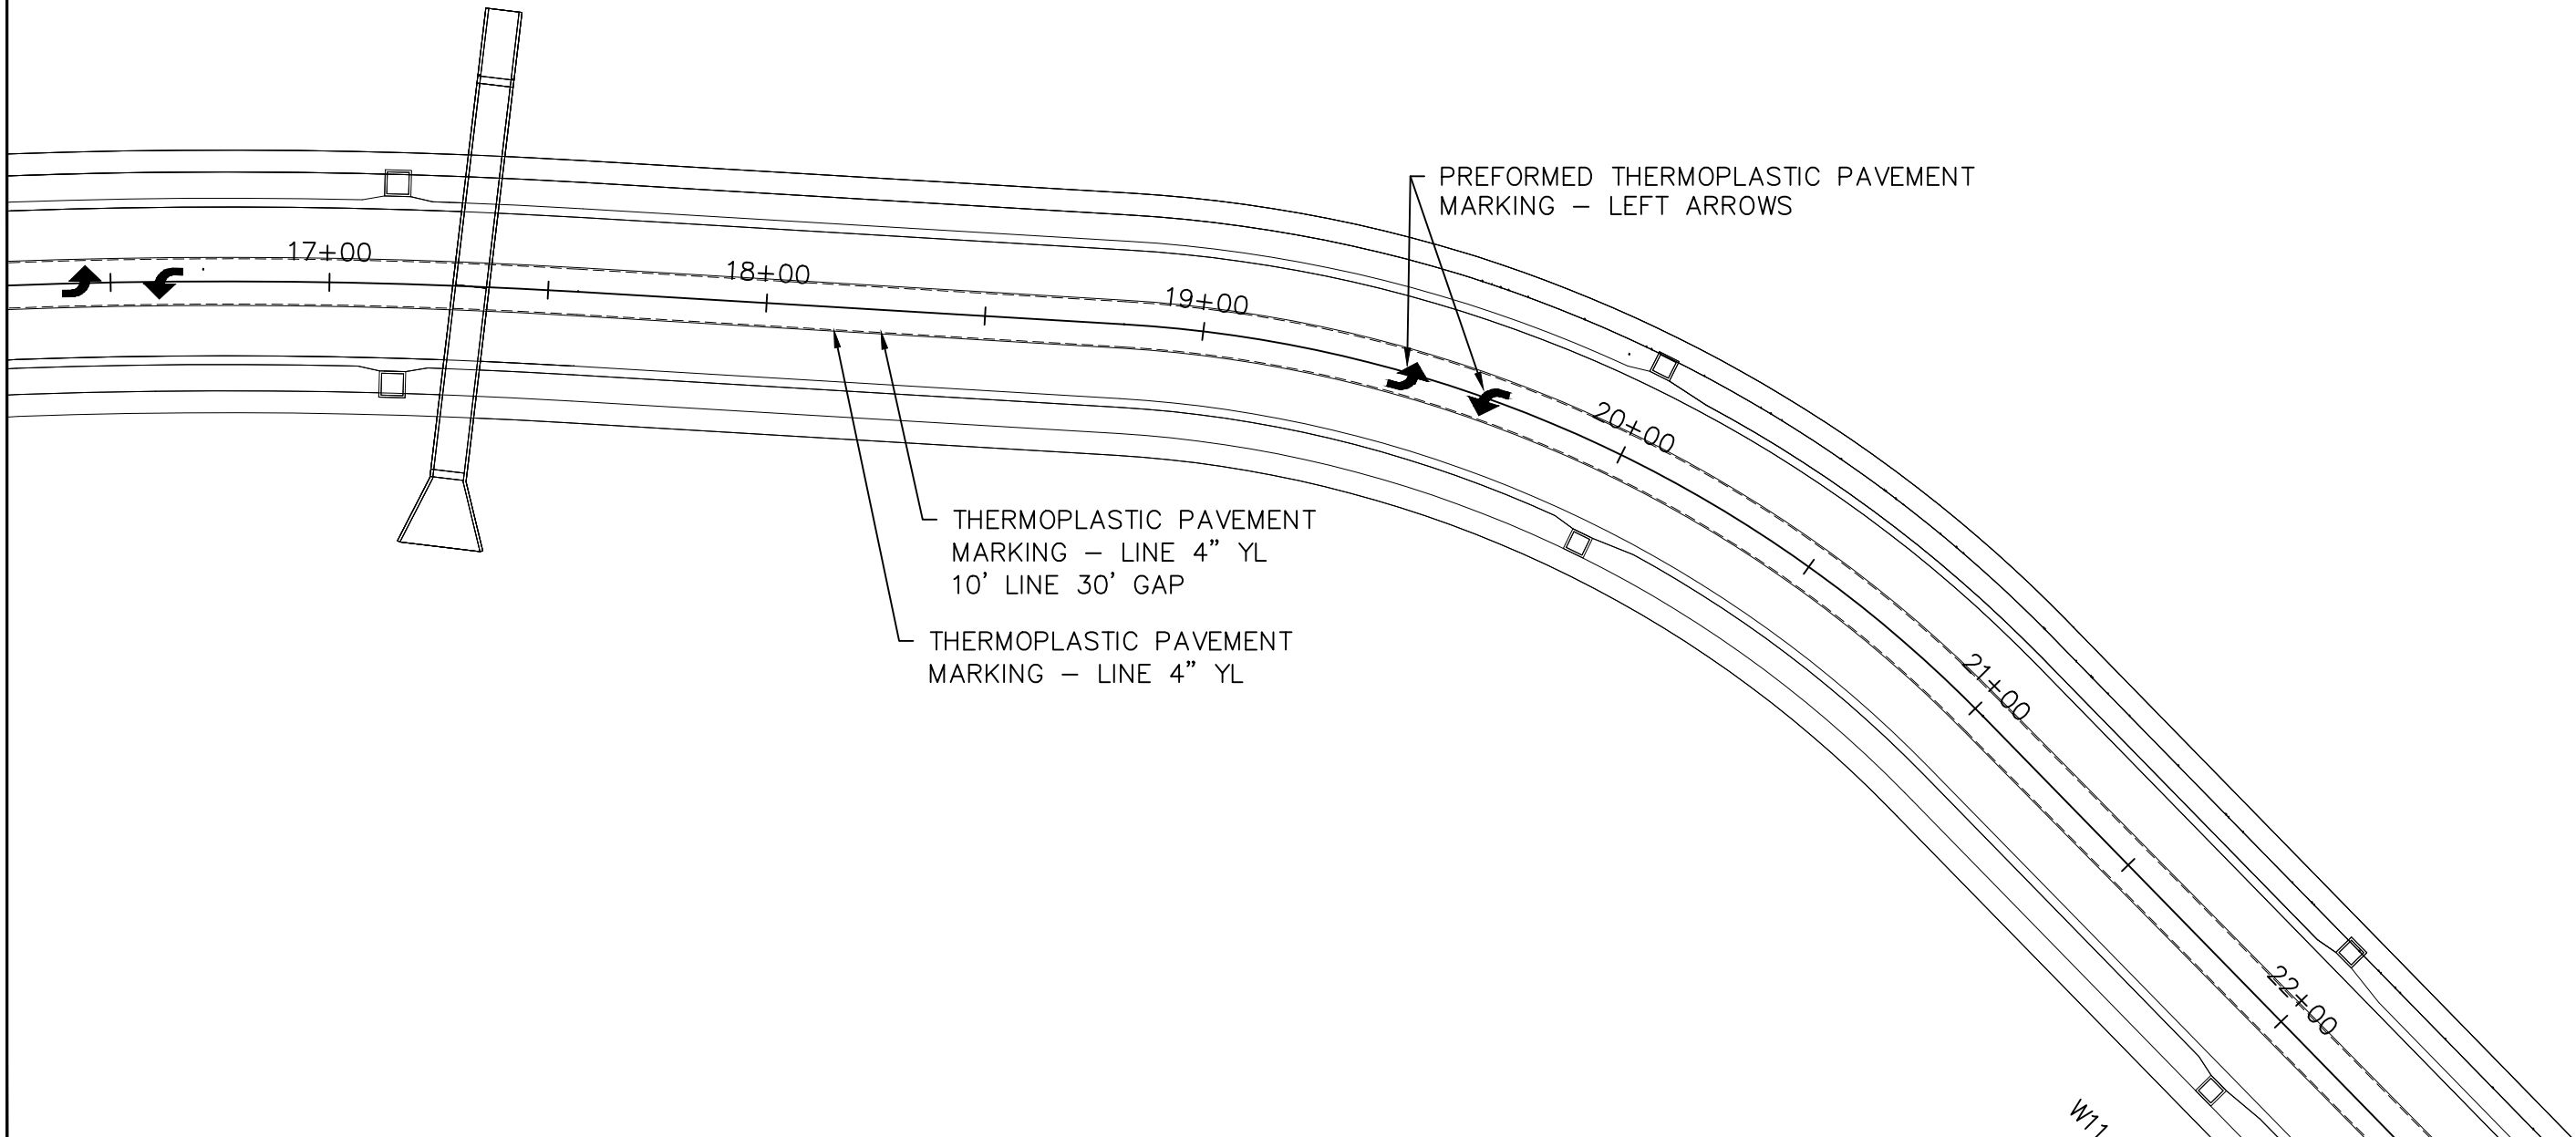 PREFORMED THERMOPLASTIC PAVEMENT
MARKING – LEFT ARROWS
17+00
18+00
19+00
20+00
21+00
22+00
THERMOPLASTIC PAVEMENT
MARKING – LINE 4" YL
10' LINE 30' GAP
THERMOPLASTIC PAVEMENT
MARKING – LINE 4" YL
W11